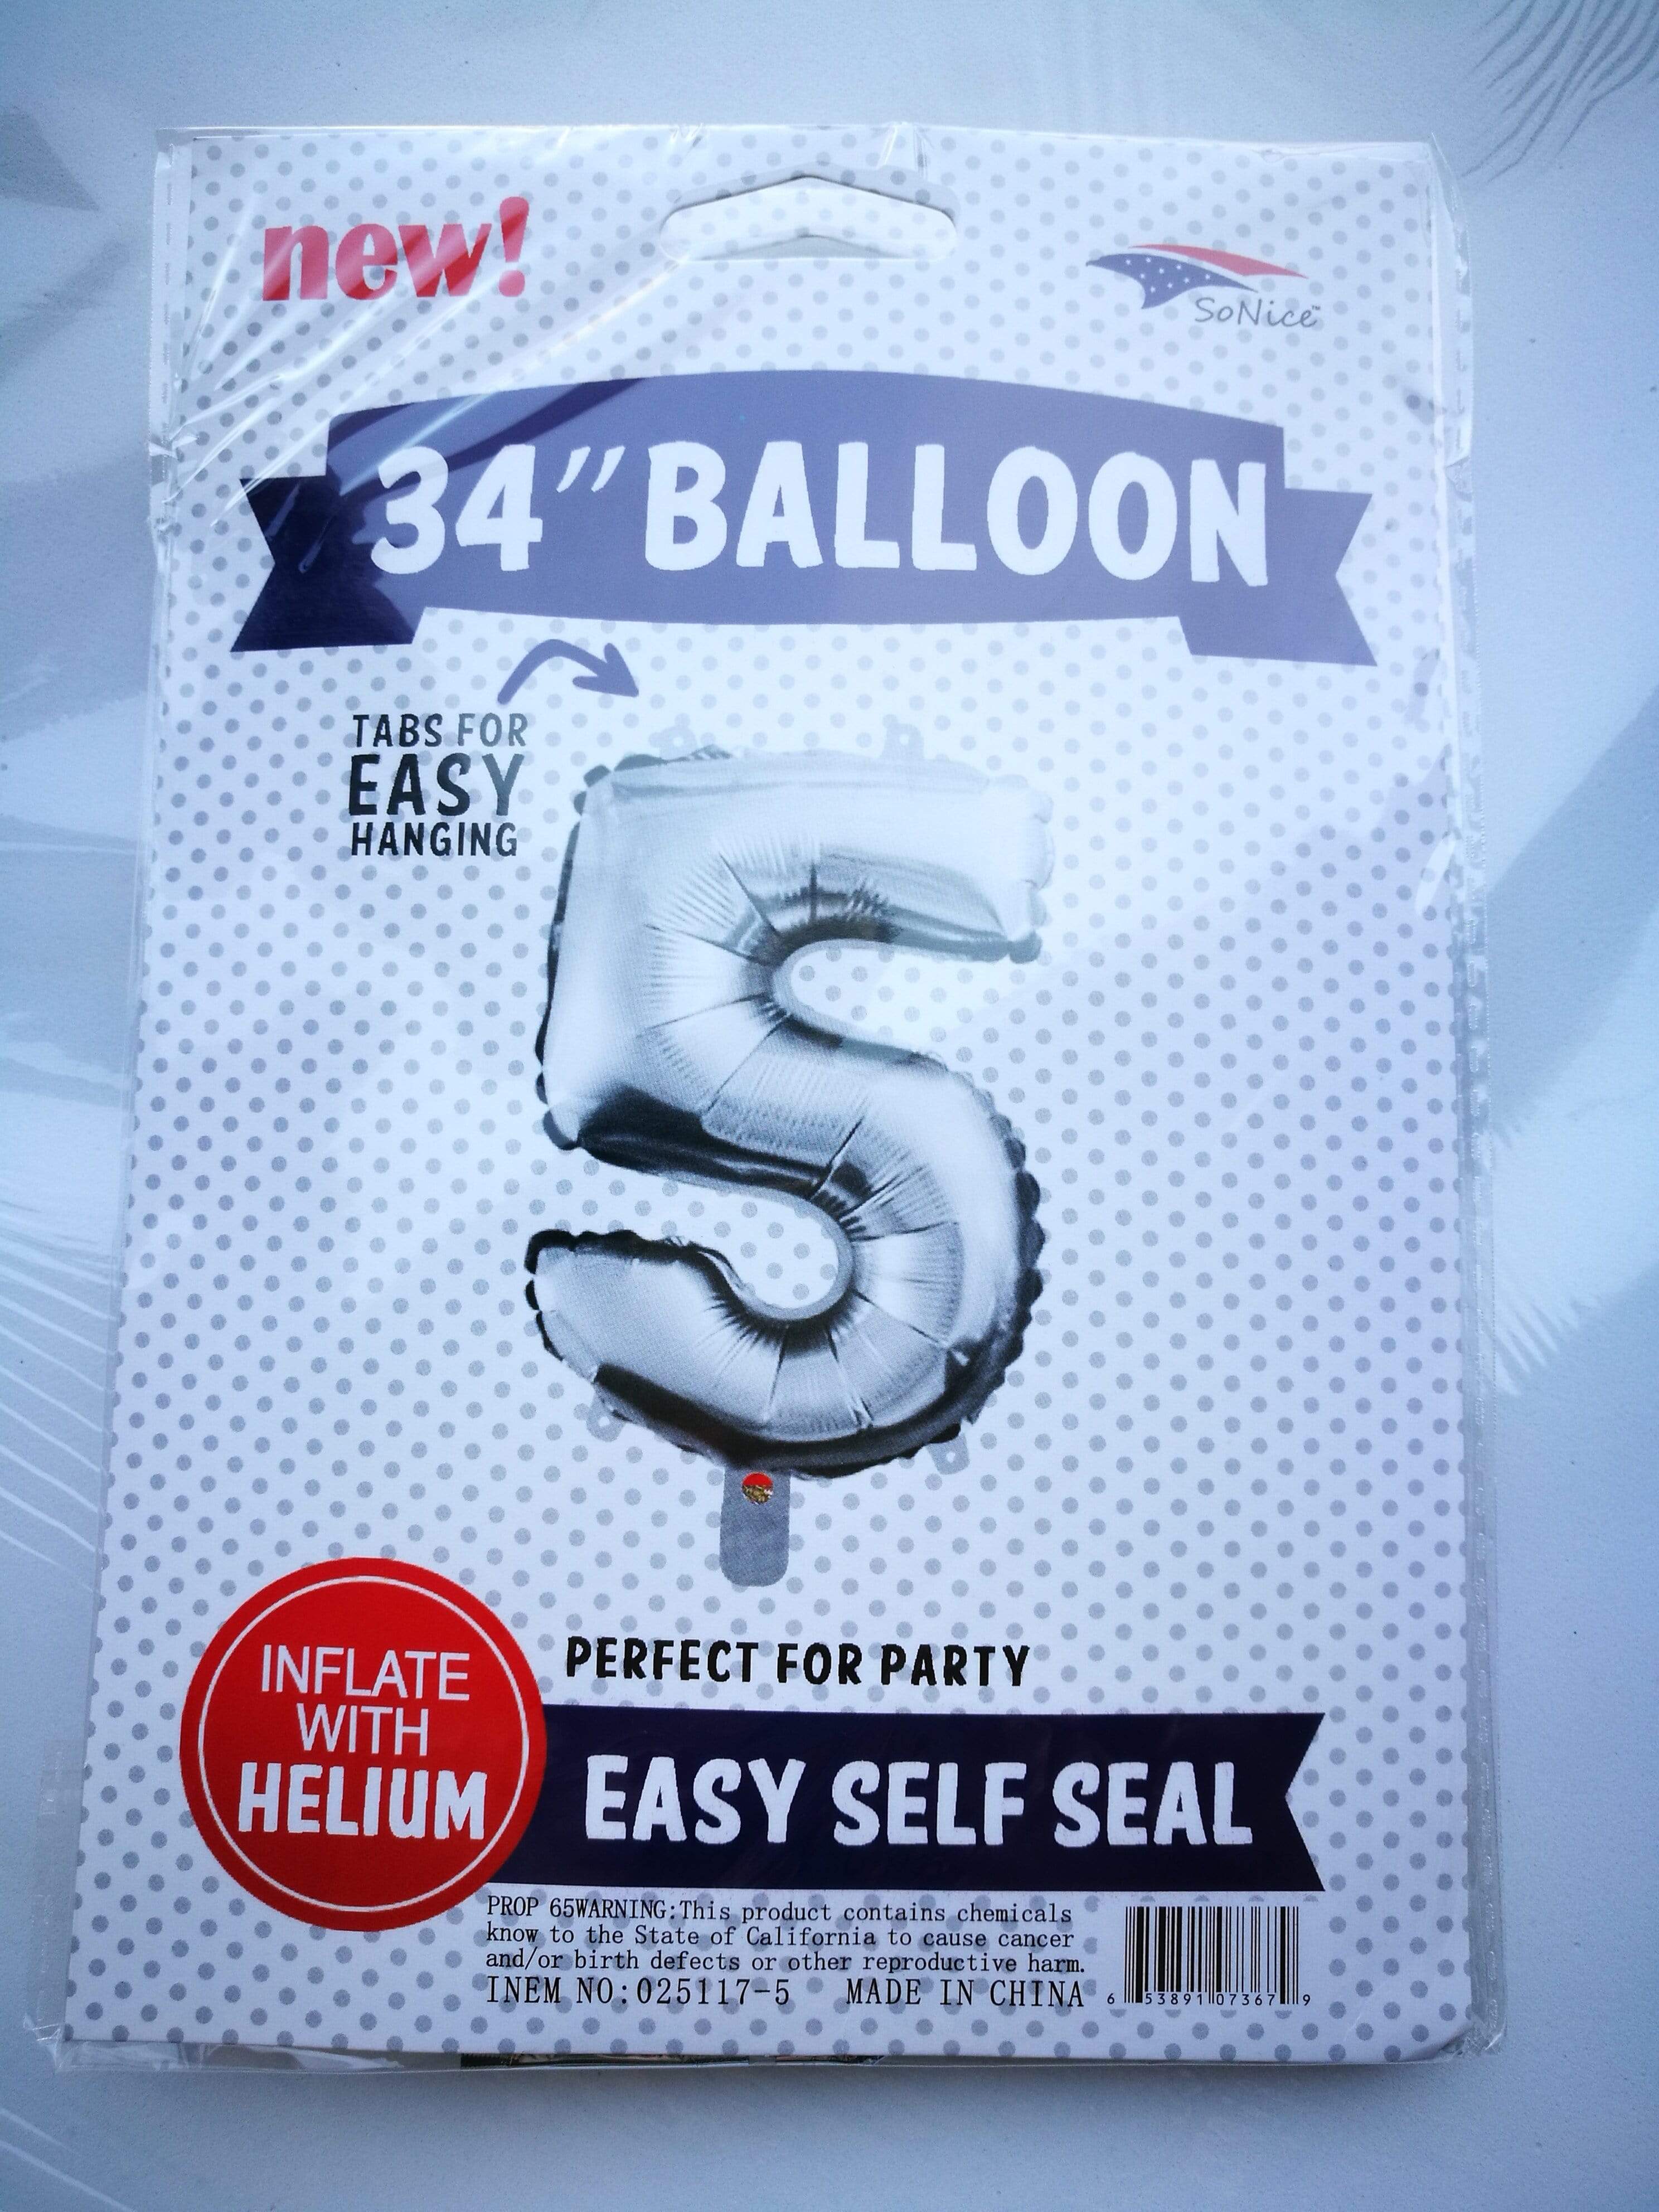 new!
SoNice™
34" BALLOON
TABS FOR
EASY
HANGING
5
PERFECT FOR PARTY
INFLATE
WITH
HELIUM
EASY SELF SEAL
PROP 65WARNING:This product contains chemicals
know to the State of California to cause cancer
and/or birth defects or other reproductive harm.
INEM NO:025117-5 MADE IN CHINA
6 53891 07367 9